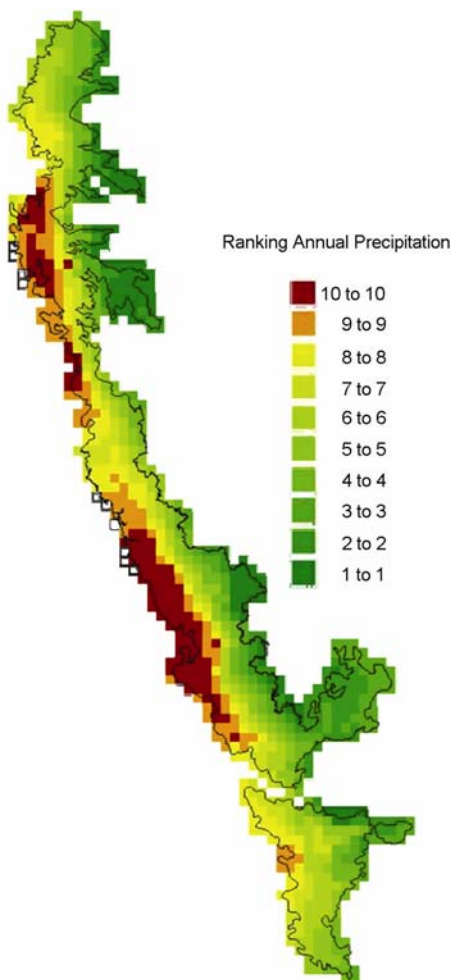 Ranking Annual Precipitation
10 to 10
9 to 9
8 to 8
7 to 7
6 to 6
5 to 5
4 to 4
3 to 3
2 to 2
1 to 1